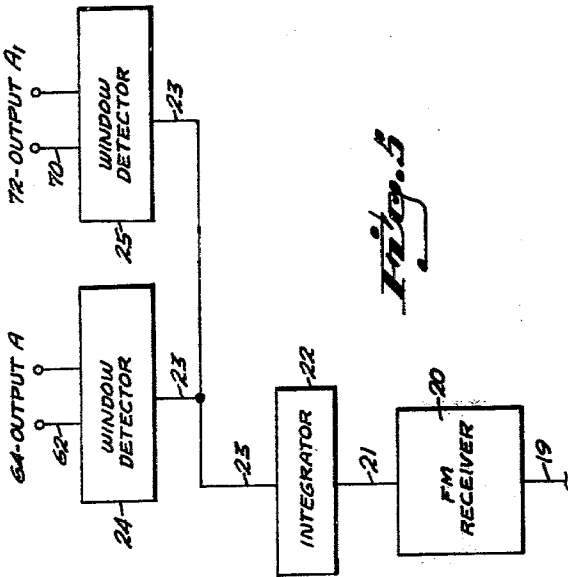 64-OUTPUT A
72-OUTPUT A1
62
70
WINDOW
DETECTOR
WINDOW
DETECTOR
24
25
23
23
23
INTEGRATOR
22
21
FM
RECEIVER
20
19
Fig. 5